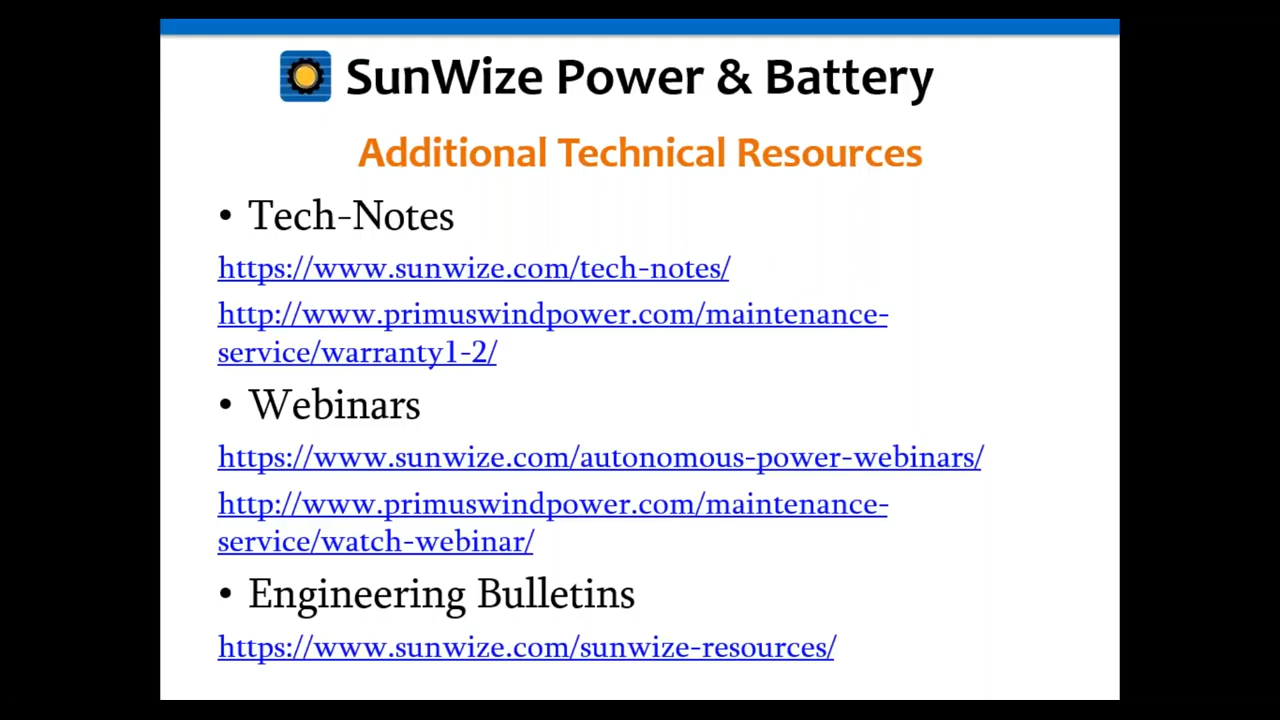 SunWize Power & Battery
Additional Technical Resources
• Tech-Notes
https://www.sunwize.com/tech-notes/
http://www.primuswindpower.com/maintenance-
service/warranty1-2/
• Webinars
https://www.sunwize.com/autonomous-power-webinars/
http://www.primuswindpower.com/maintenance-
service/watch-webinar/
• Engineering Bulletins
https://www.sunwize.com/sunwize-resources/